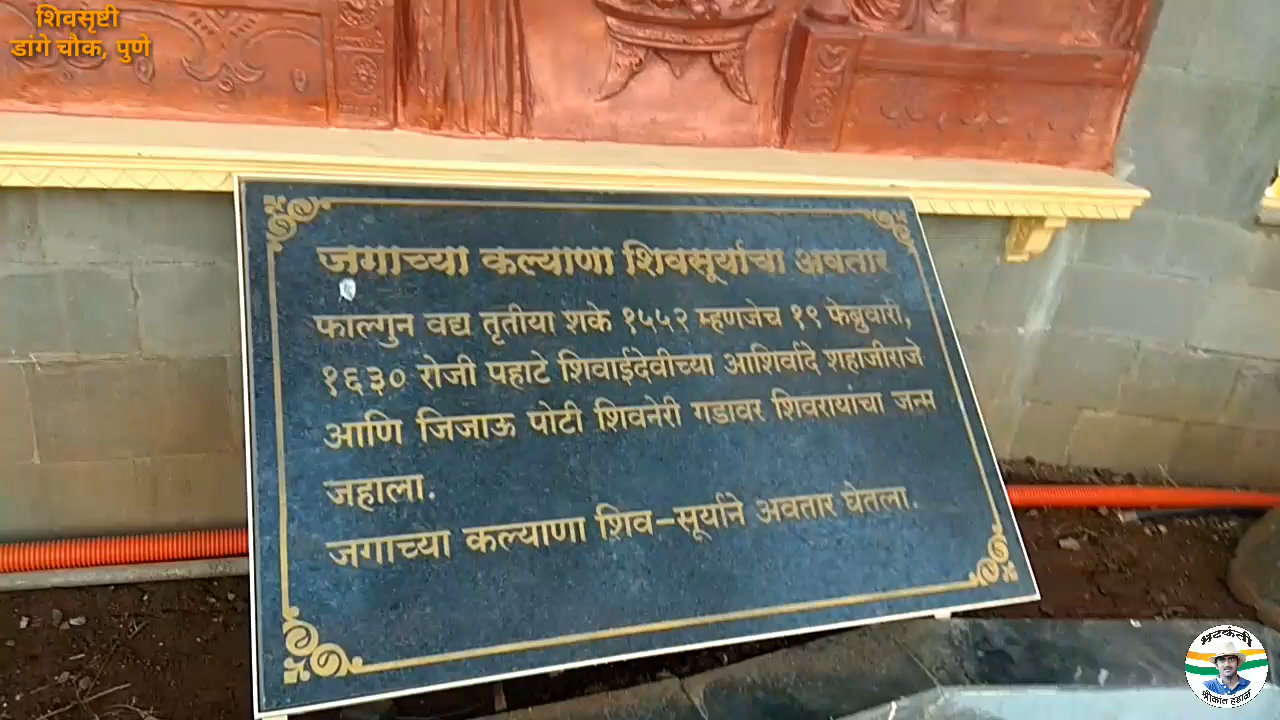 शिवसृष्टी
डांगे चौक, पुणे
जगाच्या कल्याणा शिवसूर्याचा अवतार
फाल्गुन वद्य तृतीया शके १५५२ म्हणजेच १९ फेब्रुवारी,
१६३० रोजी पहाटे शिवाईदेवीच्या आशिर्वादे शहाजीराजे
आणि जिजाऊ पोटी शिवनेरी गडावर शिवरायांचा जन्म
जहाला.
जगाच्या कल्याणा शिव-सूर्याने अवतार घेतला.
भटकंती